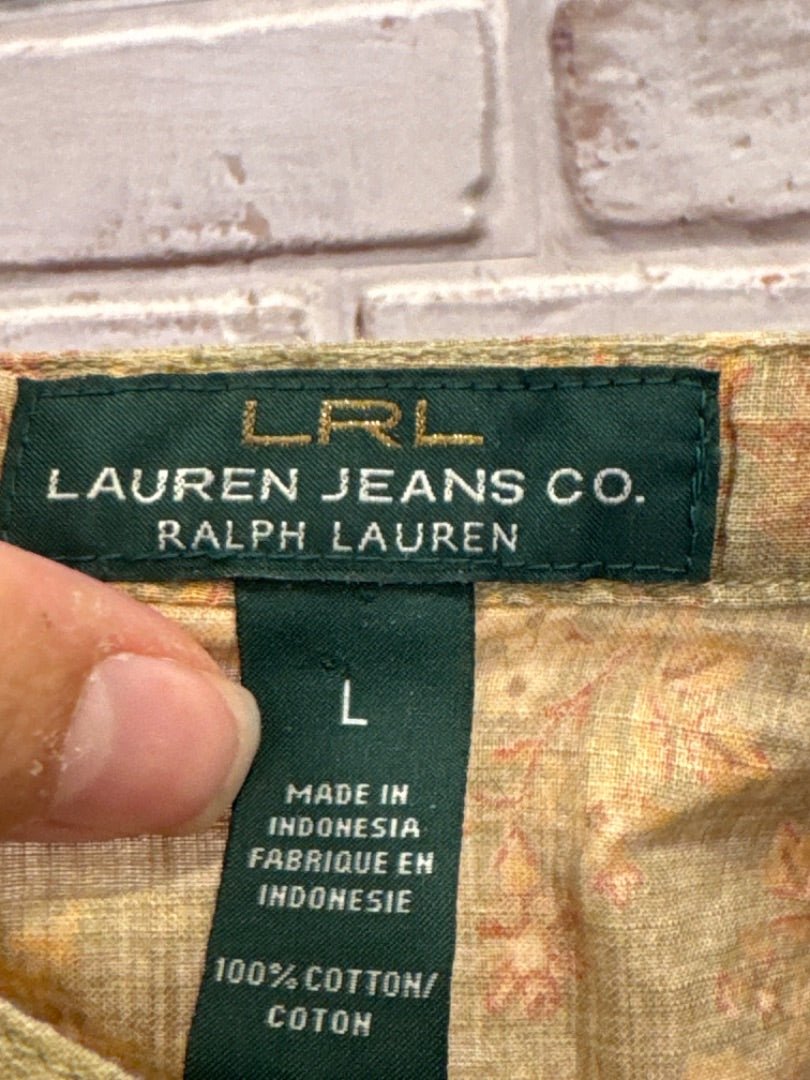 LRL
LAUREN JEANS CO.
RALPH LAUREN
L
MADE IN
INDONESIA
FABRIQUE EN
INDONESIE
100% COTTON/
COTON